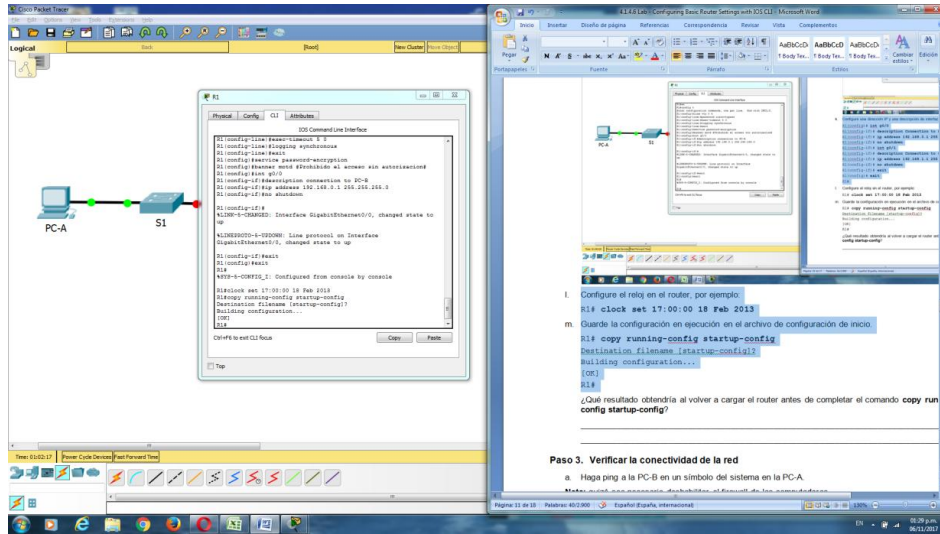 Cisco Packet Tracer
File Edit Options View Tools Extensions Help
Logical
Back
[Root]
New Cluster
Move Object
PC-A
S1
R1
Physical Config CLI Attributes
IOS Command Line Interface
R1(config-line)#exec-timeout 5 0
R1(config-line)#logging synchronous
R1(config-line)#exit
R1(config)#service password-encryption
R1(config)#banner motd #Prohibido el acceso sin autorizacion#
R1(config)#int g0/0
R1(config-if)#description connection to PC-B
R1(config-if)#ip address 192.168.0.1 255.255.255.0
R1(config-if)#no shutdown
R1(config-if)#
%LINK-5-CHANGED: Interface GigabitEthernet0/0, changed state to
up
%LINEPROTO-5-UPDOWN: Line protocol on Interface
GigabitEthernet0/0, changed state to up
R1(config-if)#exit
R1(config)#exit
R1#
%SYS-5-CONFIG_I: Configured from console by console
R1#clock set 17:00:00 18 Feb 2013
R1#copy running-config startup-config
Destination filename [startup-config]?
Building configuration...
[OK]
R1#
Ctrl+F6 to exit CLI focus
Copy
Paste
Top
Time: 01:02:17
Power Cycle Devices
Fast Forward Time
4.1.4.6 Lab - Configuring Basic Router Settings with IOS CLI - Microsoft Word
Inicio Insertar Diseño de página Referencias Correspondencia Revisar Vista Complementos
Pegar
Portapapeles
Fuente
Párrafo
Estilos
Cambiar estilos
Edición
l. Configure el reloj en el router, por ejemplo:
R1# clock set 17:00:00 18 Feb 2013
m. Guarde la configuración en ejecución en el archivo de configuración de inicio.
R1# copy running-config startup-config
Destination filename [startup-config]?
Building configuration...
[OK]
R1#
¿Qué resultado obtendría al volver a cargar el router antes de completar el comando copy run
config startup-config?
Paso 3. Verificar la conectividad de la red
a. Haga ping a la PC-B en un símbolo del sistema en la PC-A.
Página: 11 de 18
Palabras: 40/2,900
Español (España, internacional)
130%
EN
01:29 p.m.
06/11/2017